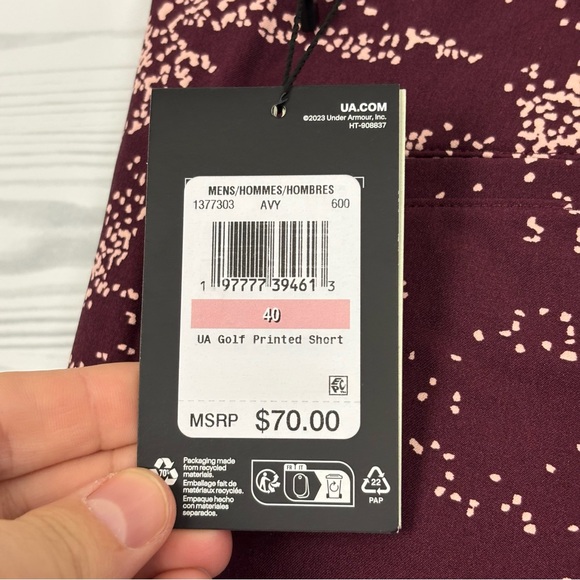 UA.COM
©2023 Under Armour, Inc.
HT-908837
MENS/HOMMES/HOMBRES
1377303 AVY 600
1 97777 39461 3
40
UA Golf Printed Short
MSRP $70.00
Packaging made
from recycled
materials.
Emballage fait de
matériaux recyclés.
Empaque hecho
con materiales
separados.
70%
FR
22
PAP